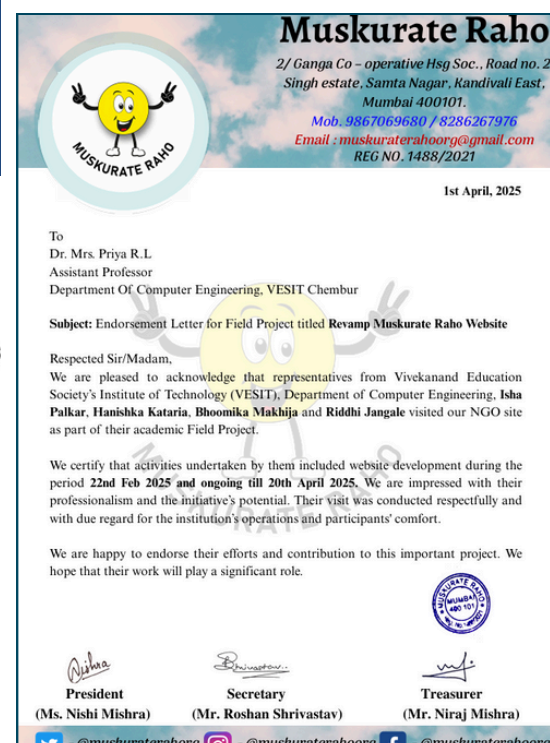 Muskurate Raho
2/ Ganga Co – operative Hsg Soc., Road no. 2
Singh estate, Samta Nagar, Kandivali East,
Mumbai 400101.
Mob. 9867069680 / 8286267976
Email : muskuraterahoorg@gmail.com
REG NO. 1488/2021
MUSKURATE RAHO
1st April, 2025
To
Dr. Mrs. Priya R.L
Assistant Professor
Department Of Computer Engineering, VESIT Chembur
Subject: Endorsement Letter for Field Project titled Revamp Muskurate Raho Website
Respected Sir/Madam,
We are pleased to acknowledge that representatives from Vivekanand Education
Society's Institute of Technology (VESIT), Department of Computer Engineering, Isha
Palkar, Hanishka Kataria, Bhoomika Makhija and Riddhi Jangale visited our NGO site
as part of their academic Field Project.
We certify that activities undertaken by them included website development during the
period 22nd Feb 2025 and ongoing till 20th April 2025. We are impressed with their
professionalism and the initiative's potential. Their visit was conducted respectfully and
with due regard for the institution's operations and participants' comfort.
MUSKURATE RAHO
We are happy to endorse their efforts and contribution to this important project. We
hope that their work will play a significant role.
MUSKURATE RAHO
MUMBAI
400 101
President
(Ms. Nishi Mishra)
Secretary
(Mr. Roshan Shrivastav)
Treasurer
(Mr. Niraj Mishra)